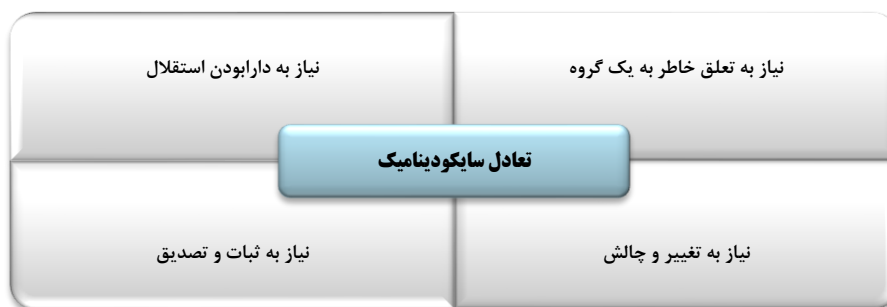 نیاز به تعلق خاطر به یک گروه
نیاز به دارابودن استقلال
تعادل سایکودینامیک
نیاز به تغییر و چالش
نیاز به ثبات و تصدیق